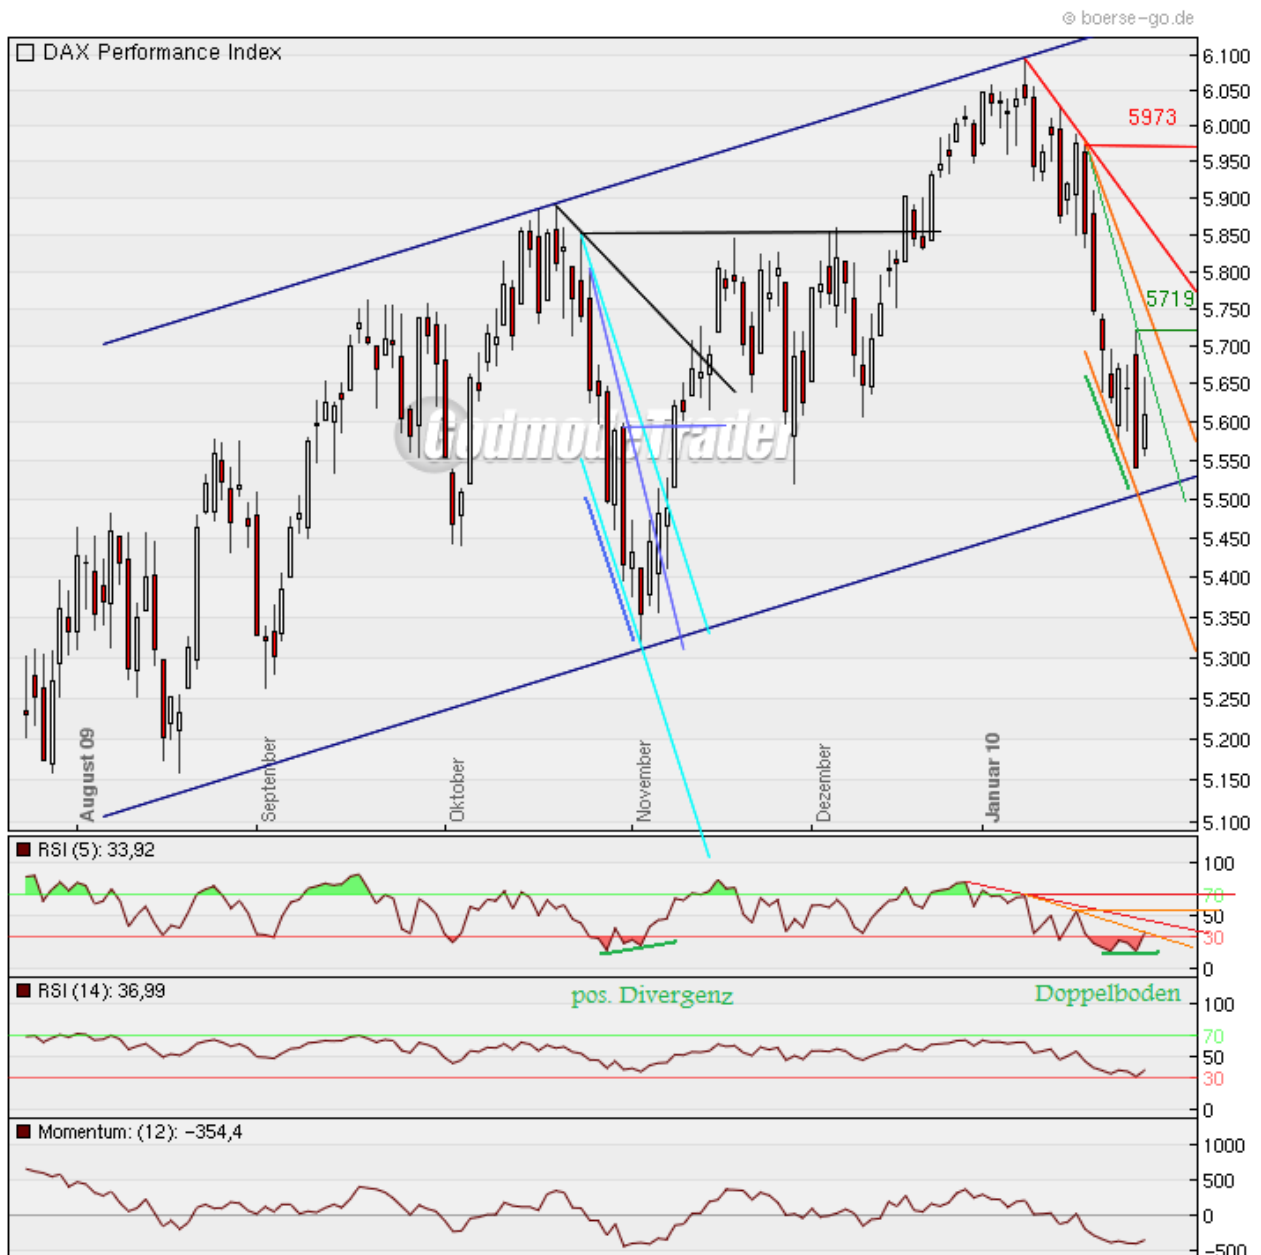 © boerse-go.de
DAX Performance Index
6.100
6.050
5973
6.000
5.950
5.900
5.850
5.800
5719
5.750
5.700
5.650
GodmodeTrader
5.600
5.550
5.500
5.450
5.400
5.350
5.300
5.250
5.200
5.150
5.100
August 09
September
Oktober
November
Dezember
Januar 10
RSI (5): 33,92
100
70
50
30
0
RSI (14): 36,99
pos. Divergenz
Doppelboden
100
70
50
30
0
Momentum: (12): -354,4
1000
500
0
-500